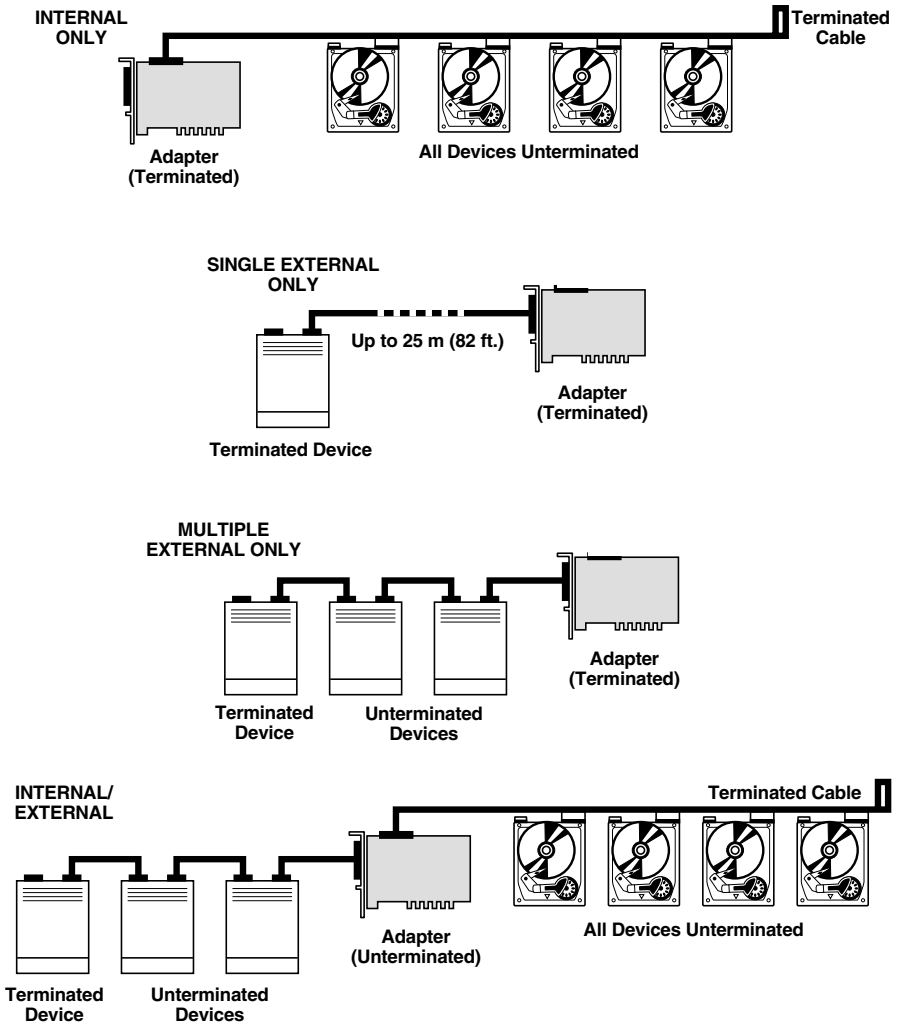 INTERNAL
ONLY
Terminated
Cable
Adapter
(Terminated)
All Devices Unterminated
SINGLE EXTERNAL
ONLY
Up to 25 m (82 ft.)
Adapter
(Terminated)
Terminated Device
MULTIPLE
EXTERNAL ONLY
Adapter
(Terminated)
Terminated
Device
Unterminated
Devices
INTERNAL/
EXTERNAL
Terminated Cable
Adapter
(Unterminated)
All Devices Unterminated
Terminated
Device
Unterminated
Devices